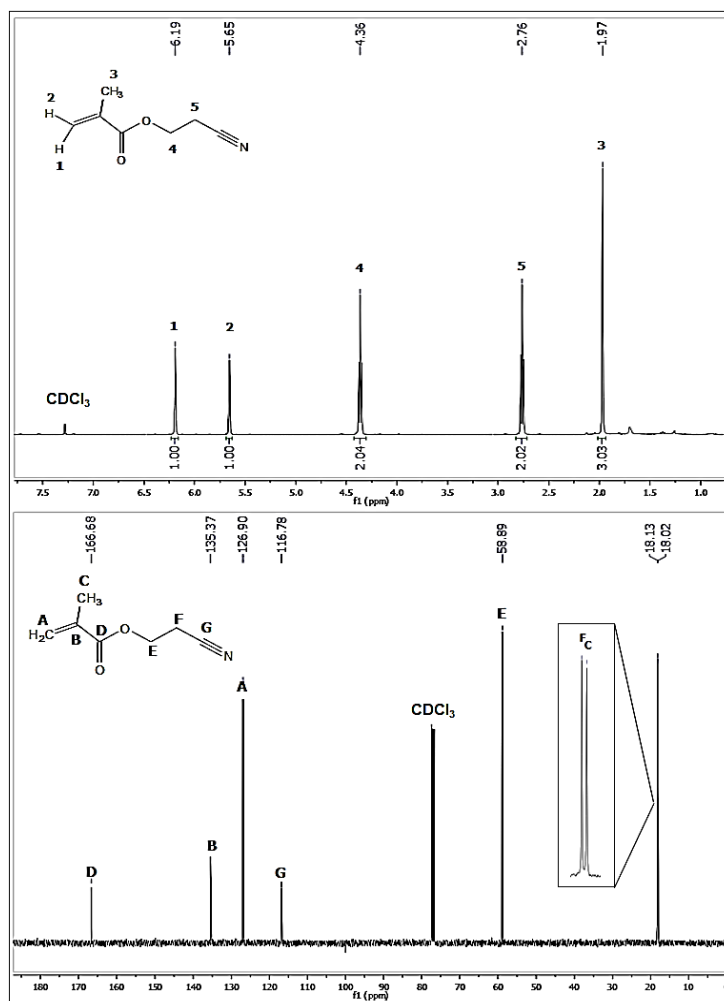 -6.19 -5.65 -4.36 -2.76 -1.97
3
2 CH3 5
H O
1 H O 4 N
3
4 5
1 2
CDCl3
1.00 1.00 2.04 2.02 3.03
7.5 7.0 6.5 6.0 5.5 5.0 4.5 4.0 3.5 3.0 2.5 2.0 1.5 1.0
f1 (ppm)
-166.68 -135.37 -126.90 -116.78 -58.89 18.13 18.02
C
A CH3 F
H2C B D O E G N
O
E
F C
A CDCl3
B
D G
180 170 160 150 140 130 120 110 100 90 80 70 60 50 40 30 20 10
f1 (ppm)